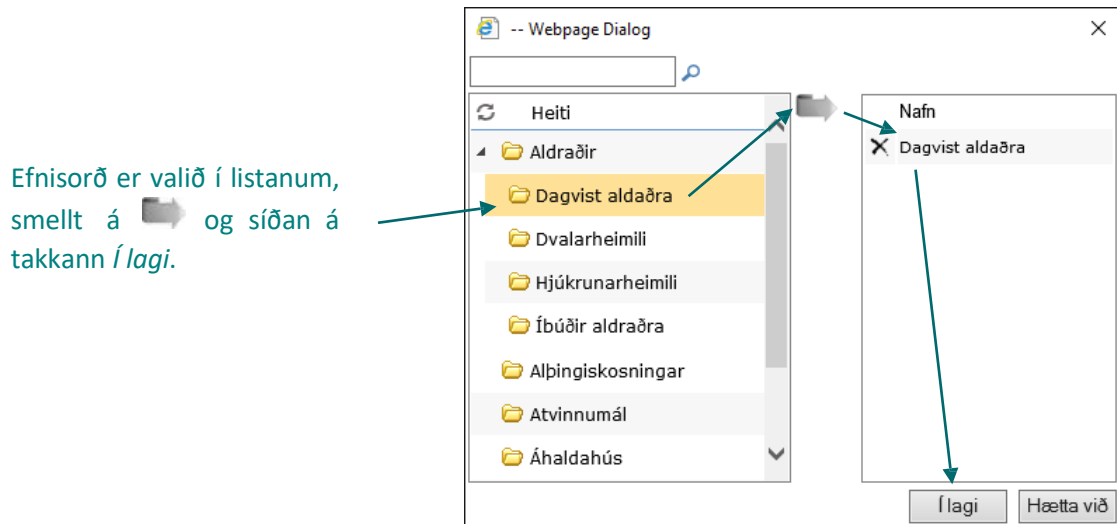 Efnisorð er valið í listanum,
smellt á og síðan á
takkann Í lagi.
-- Webpage Dialog
Heiti
Aldraðir
Dagvist aldaðra
Dvalarheimili
Hjúkrunarheimili
Íbúðir aldraðra
Alþingiskosningar
Atvinnumál
Áhaldahús
Nafn
Dagvist aldaðra
Í lagi
Hætta við